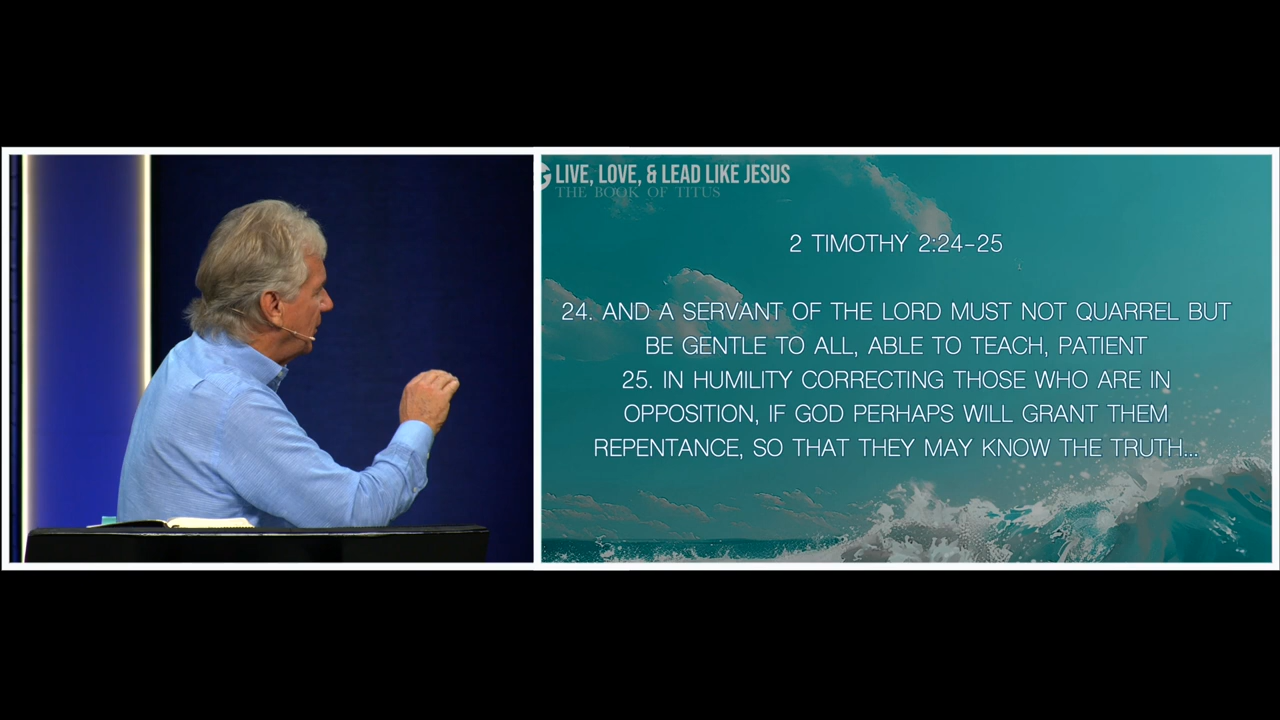 LIVE, LOVE, & LEAD LIKE JESUS
THE BOOK OF TITUS
2 TIMOTHY 2:24-25
24. AND A SERVANT OF THE LORD MUST NOT QUARREL BUT
BE GENTLE TO ALL, ABLE TO TEACH, PATIENT
25. IN HUMILITY CORRECTING THOSE WHO ARE IN
OPPOSITION, IF GOD PERHAPS WILL GRANT THEM
REPENTANCE, SO THAT THEY MAY KNOW THE TRUTH...